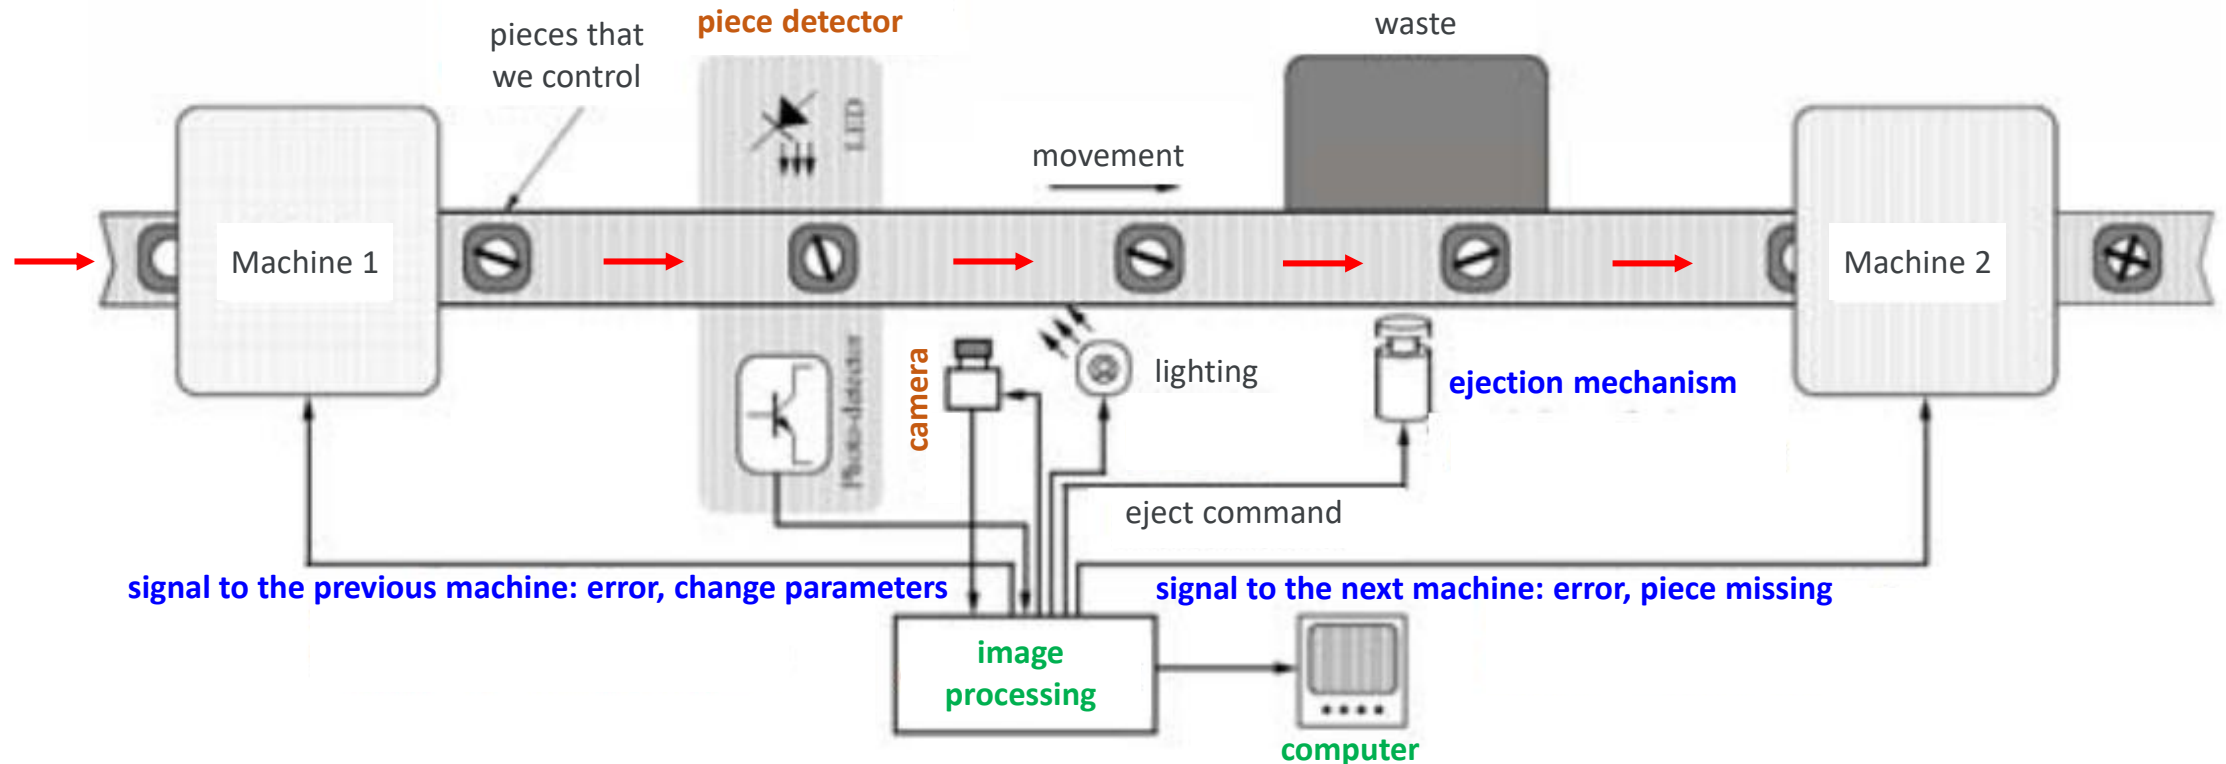 piece detector
waste
pieces that
we control
LED
movement
Machine 1
Machine 2
Photo-detector
camera
lighting
ejection mechanism
eject command
signal to the previous machine: error, change parameters
signal to the next machine: error, piece missing
image
processing
computer